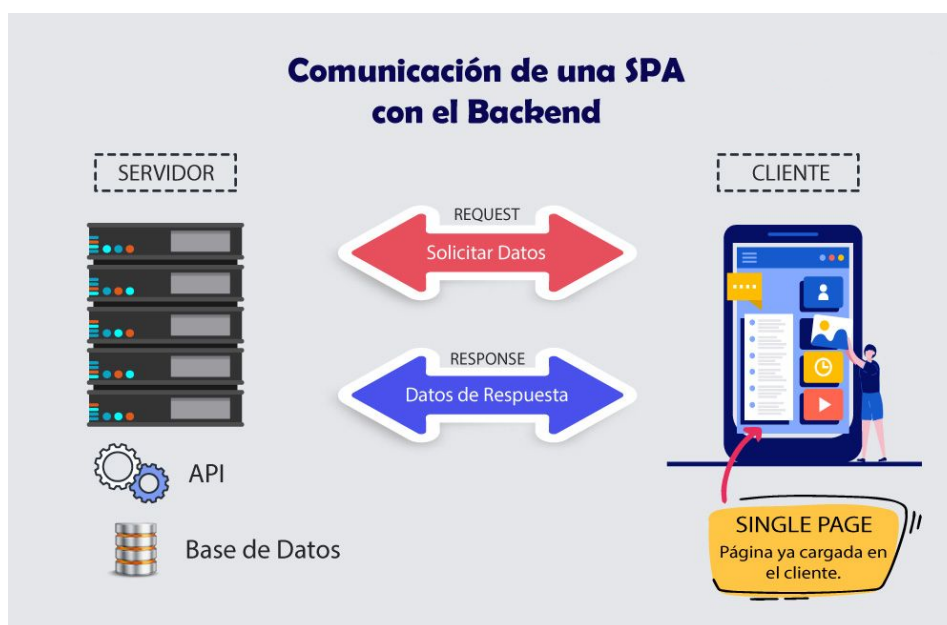 Comunicación de una SPA
con el Backend
SERVIDOR
CLIENTE
REQUEST
Solicitar Datos
RESPONSE
Datos de Respuesta
API
Base de Datos
SINGLE PAGE
Página ya cargada en
el cliente.